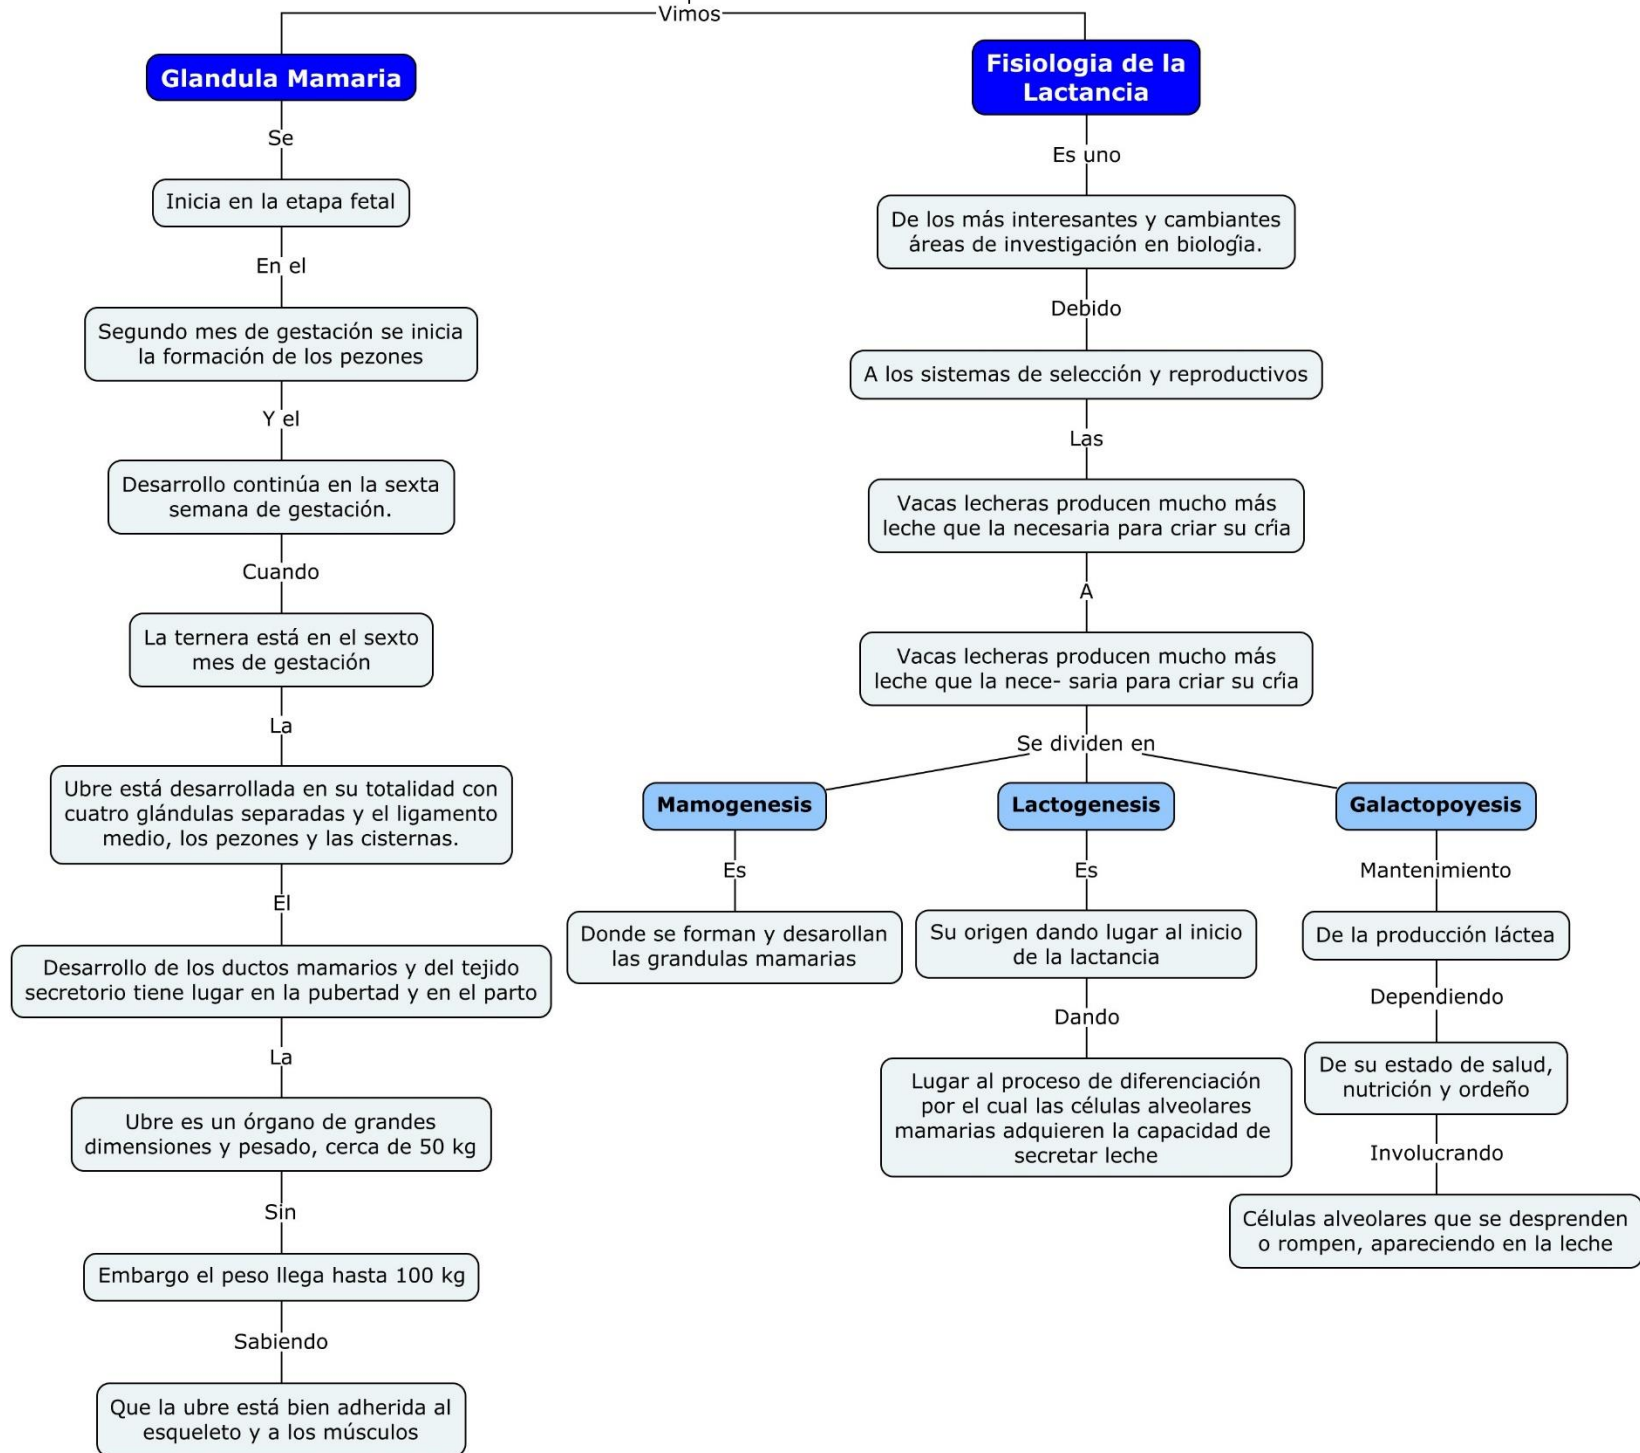 Vimos
Glandula Mamaria
Se
Inicia en la etapa fetal
En el
Segundo mes de gestación se inicia
la formación de los pezones
Y el
Desarrollo continúa en la sexta
semana de gestación.
Cuando
La ternera está en el sexto
mes de gestación
La
Ubre está desarrollada en su totalidad con
cuatro glándulas separadas y el ligamento
medio, los pezones y las cisternas.
El
Desarrollo de los ductos mamarios y del tejido
secretorio tiene lugar en la pubertad y en el parto
La
Ubre es un órgano de grandes
dimensiones y pesado, cerca de 50 kg
Sin
Embargo el peso llega hasta 100 kg
Sabiendo
Que la ubre está bien adherida al
esqueleto y a los músculos
Fisiologia de la
Lactancia
Es uno
De los más interesantes y cambiantes
áreas de investigación en biologı́a.
Debido
A los sistemas de selección y reproductivos
Las
Vacas lecheras producen mucho más
leche que la necesaria para criar su crı́a
A
Vacas lecheras producen mucho más
leche que la nece- saria para criar su crı́a
Se dividen en
Mamogenesis
Es
Donde se forman y desarollan
las grandulas mamarias
Lactogenesis
Es
Su origen dando lugar al inicio
de la lactancia
Dando
Lugar al proceso de diferenciación
por el cual las células alveolares
mamarias adquieren la capacidad de
secretar leche
Galactopoyesis
Mantenimiento
De la producción láctea
Dependiendo
De su estado de salud,
nutrición y ordeño
Involucrando
Células alveolares que se desprenden
o rompen, apareciendo en la leche